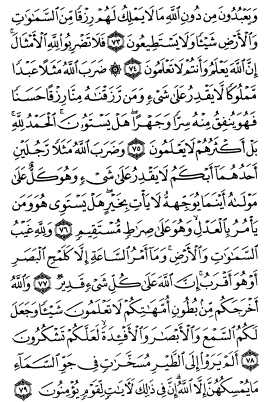 وَيَعْبُدُونَ مِن دُونِ ٱللَّهِ مَا لَا يَمْلِكُ لَهُمْ رِزْقًا مِّنَ ٱلسَّمَٰوَٰتِ
وَٱلْأَرْضِ شَيْـًٔا وَلَا يَسْتَطِيعُونَ ٧٣ فَلَا تَضْرِبُوا۟ لِلَّهِ ٱلْأَمْثَالَ ۚ
إِنَّ ٱللَّهَ يَعْلَمُ وَأَنتُمْ لَا تَعْلَمُونَ ٧٤ ۞ ضَرَبَ ٱللَّهُ مَثَلًا عَبْدًا
مَّمْلُوكًا لَّا يَقْدِرُ عَلَىٰ شَىْءٍ وَمَن رَّزَقْنَٰهُ مِنَّا رِزْقًا حَسَنًا
فَهُوَ يُنفِقُ مِنْهُ سِرًّا وَجَهْرًا ۖ هَلْ يَسْتَوُۥنَ ۚ ٱلْحَمْدُ لِلَّهِ ۚ
بَلْ أَكْثَرُهُمْ لَا يَعْلَمُونَ ٧٥ وَضَرَبَ ٱللَّهُ مَثَلًا رَّجُلَيْنِ
أَحَدُهُمَآ أَبْكَمُ لَا يَقْدِرُ عَلَىٰ شَىْءٍ وَهُوَ كَلٌّ عَلَىٰ
مَوْلَىٰهُ أَيْنَمَا يُوَجِّههُّ لَا يَأْتِ بِخَيْرٍ ۖ هَلْ يَسْتَوِى هُوَ وَمَن
يَأْمُرُ بِٱلْعَدْلِ ۙ وَهُوَ عَلَىٰ صِرَٰطٍ مُّسْتَقِيمٍ ٧٦ وَلِلَّهِ غَيْبُ
ٱلسَّمَٰوَٰتِ وَٱلْأَرْضِ ۚ وَمَآ أَمْرُ ٱلسَّاعَةِ إِلَّا كَلَمْحِ ٱلْبَصَرِ
أَوْ هُوَ أَقْرَبُ ۚ إِنَّ ٱللَّهَ عَلَىٰ كُلِّ شَىْءٍ قَدِيرٌ ٧٧ وَٱللَّهُ
أَخْرَجَكُم مِّنۢ بُطُونِ أُمَّهَٰتِكُمْ لَا تَعْلَمُونَ شَيْـًٔا وَجَعَلَ
لَكُمُ ٱلسَّمْعَ وَٱلْأَبْصَٰرَ وَٱلْأَفْـِٔدَةَ ۙ لَعَلَّكُمْ تَشْكُرُونَ
٧٨ أَلَمْ يَرَوْا۟ إِلَى ٱلطَّيْرِ مُسَخَّرَٰتٍ فِى جَوِّ ٱلسَّمَآءِ
مَا يُمْسِكُهُنَّ إِلَّا ٱللَّهُ ۗ إِنَّ فِى ذَٰلِكَ لَءَايَٰتٍ لِّقَوْمٍ يُؤْمِنُونَ ٧٩